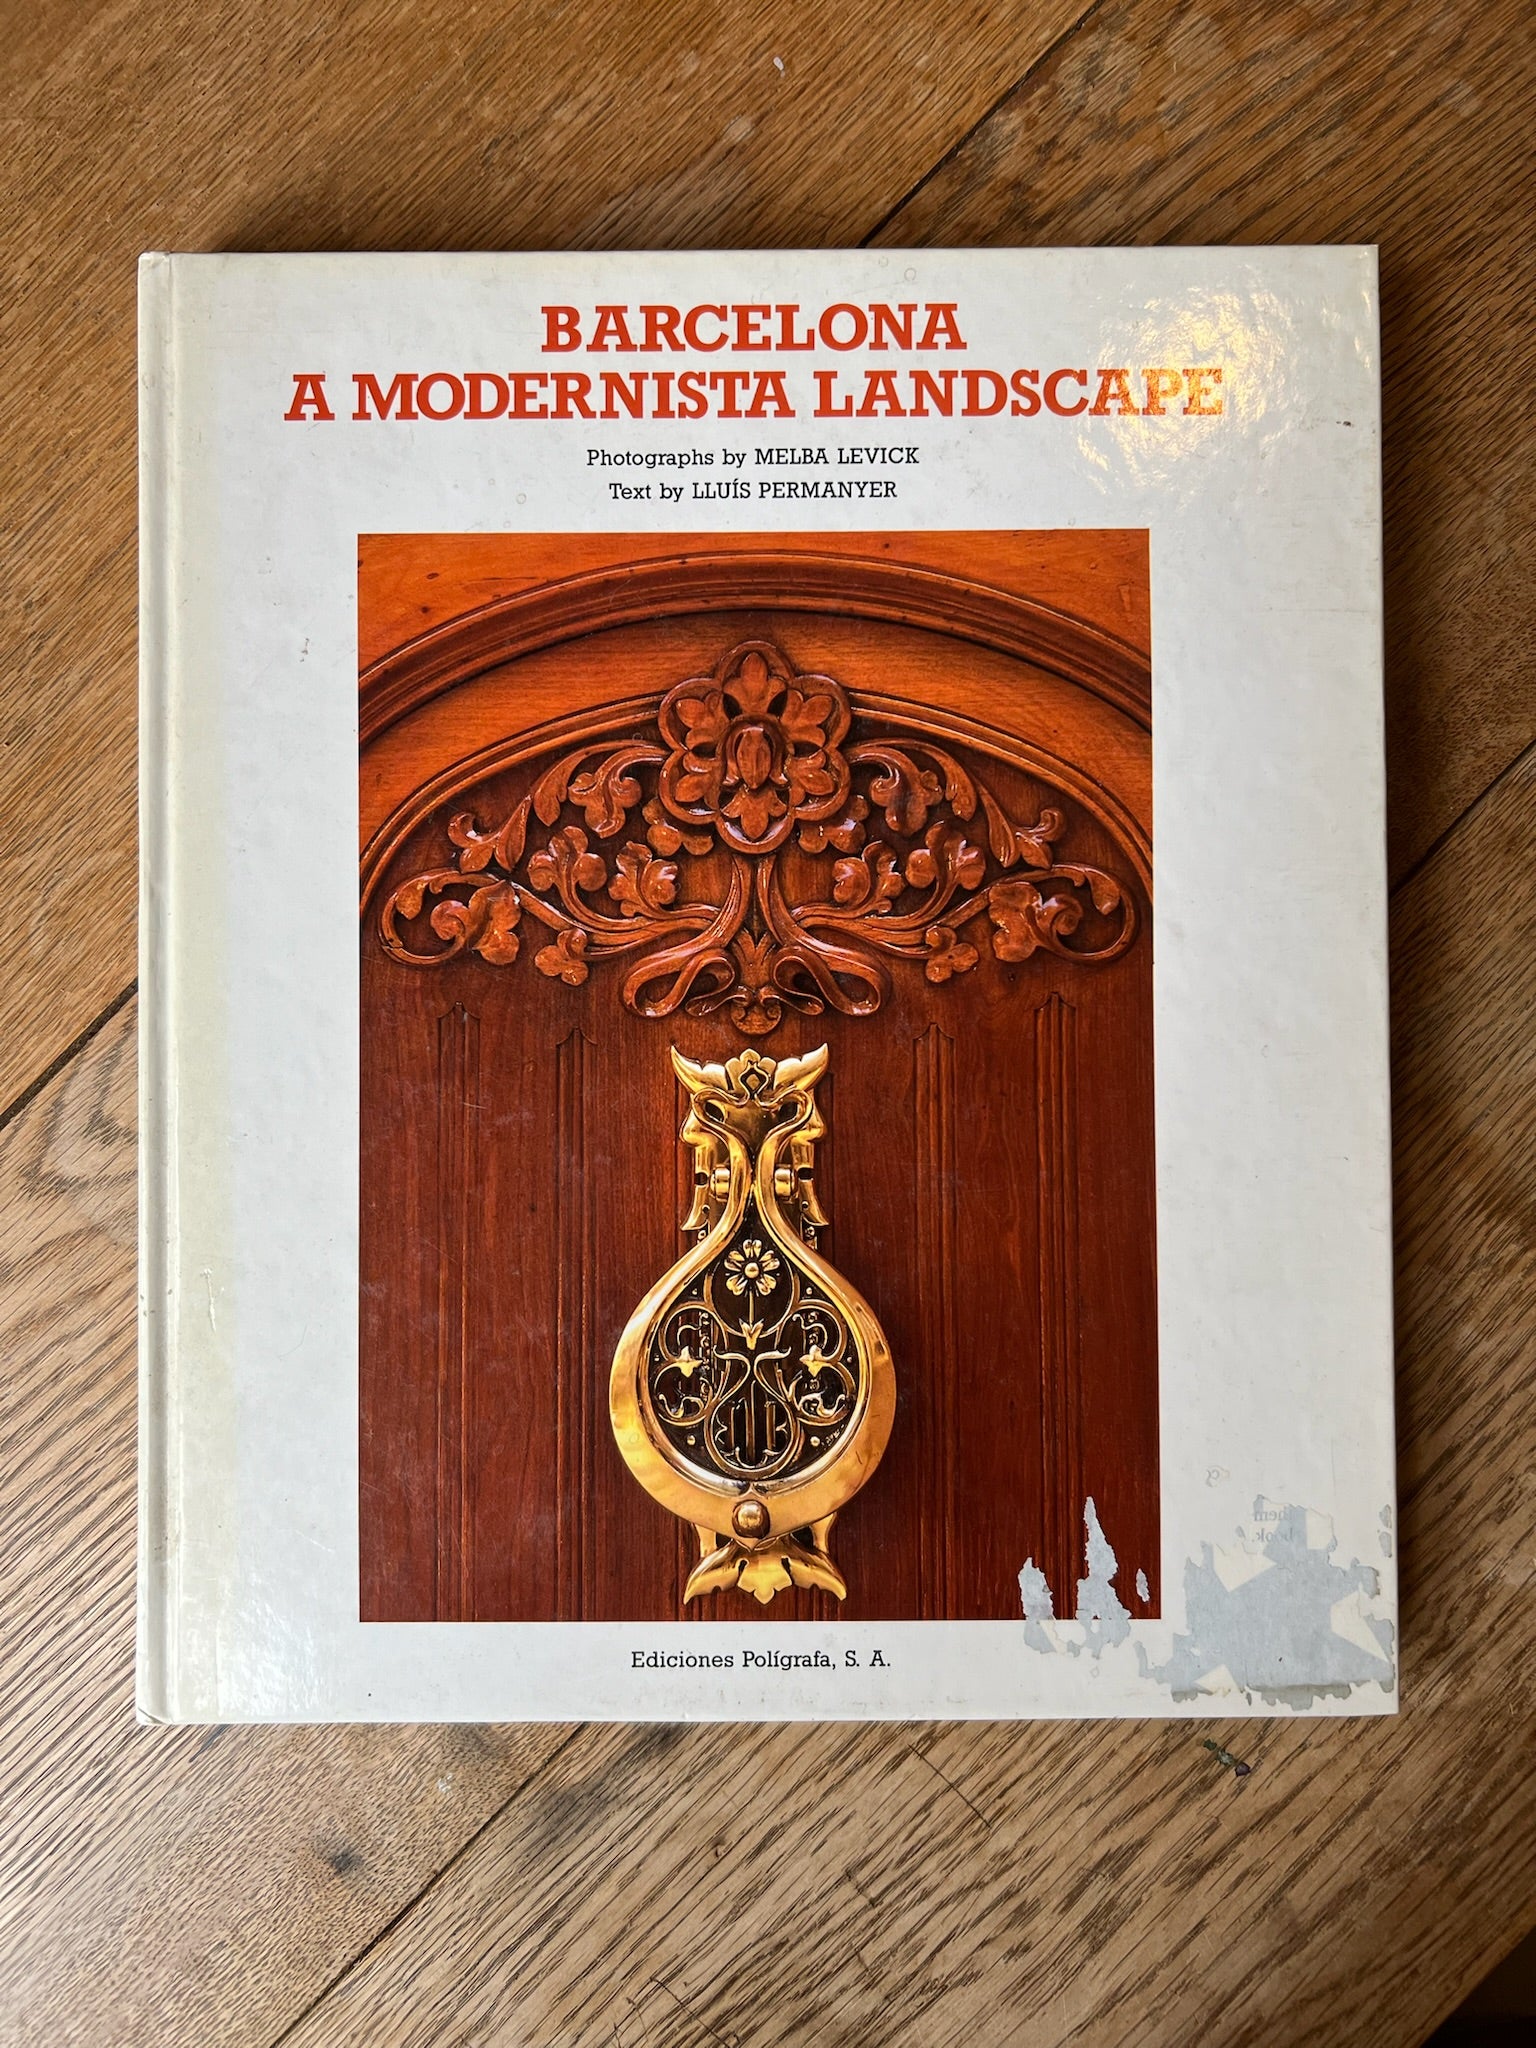 BARCELONA
A MODERNISTA LANDSCAPE
Photographs by MELBA LEVICK
Text by LLUÍS PERMANYER
Ediciones Polígrafa, S. A.